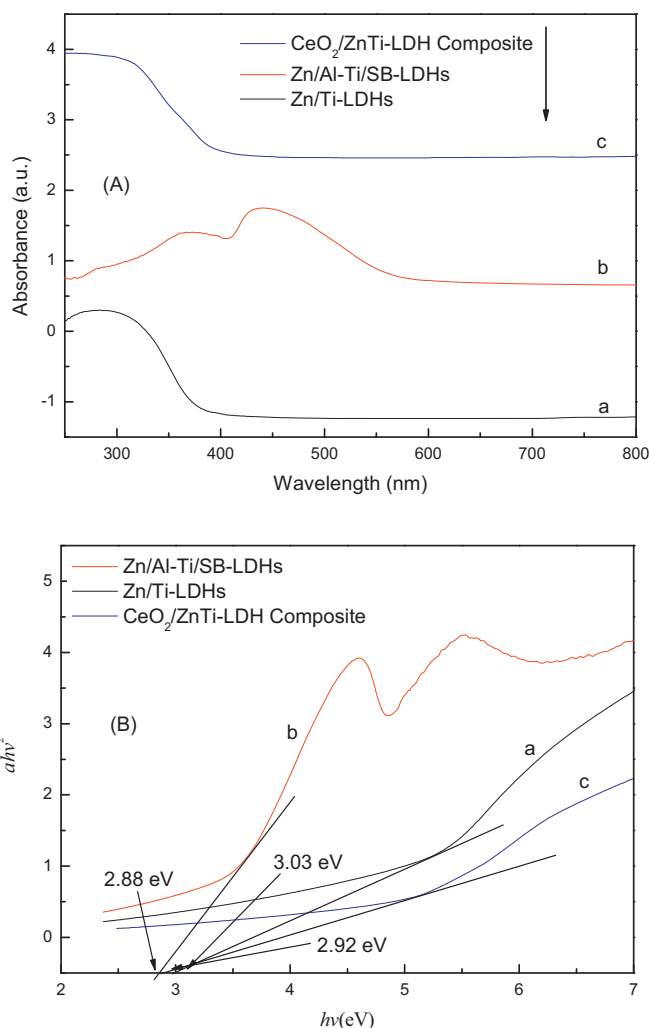 CeO2/ZnTi-LDH Composite
Zn/Al-Ti/SB-LDHs
Zn/Ti-LDHs
(A)
c
b
a
4
3
2
1
0
-1
Absorbance (a.u.)
300 400 500 600 700 800
Wavelength (nm)
Zn/Al-Ti/SB-LDHs
Zn/Ti-LDHs
CeO2/ZnTi-LDH Composite
(B)
b
a
c
2.88 eV
3.03 eV
2.92 eV
5
4
3
2
1
0
ahv²
2 3 4 5 6 7
hv(eV)